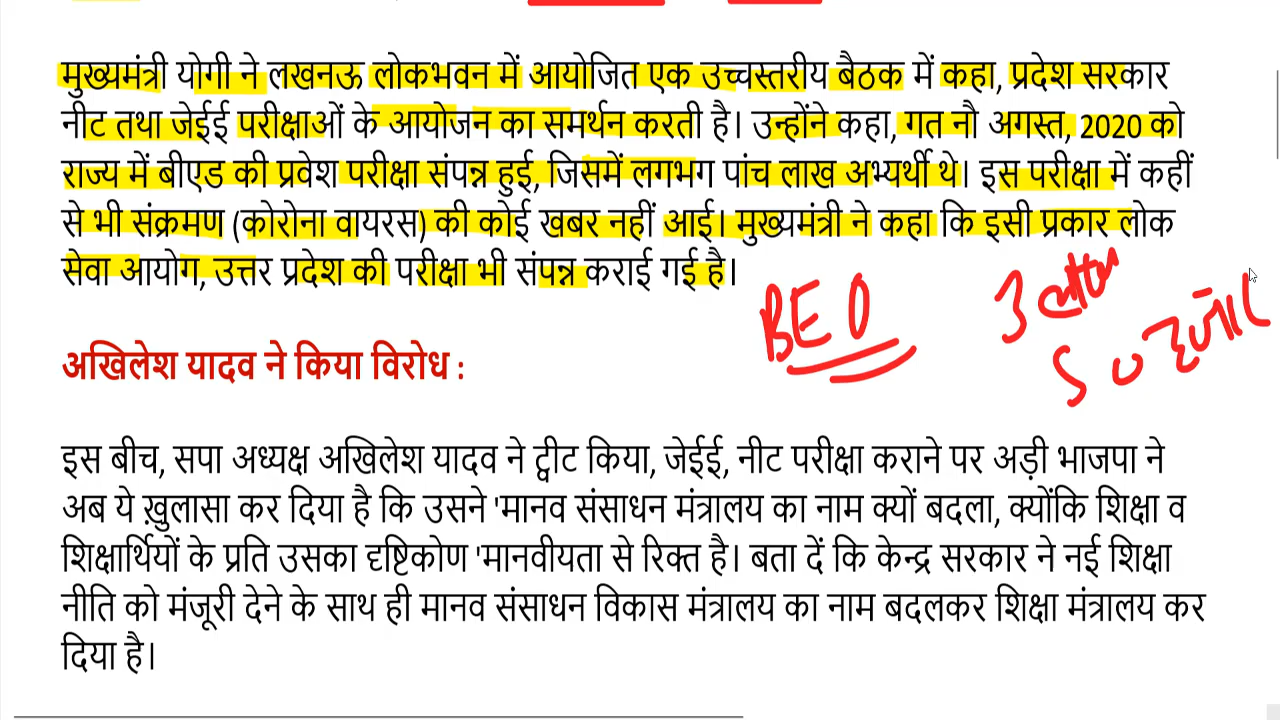 मुख्यमंत्री योगी ने लखनऊ लोकभवन में आयोजित एक उच्चस्तरीय बैठक में कहा, प्रदेश सरकार
नीट तथा जेईई परीक्षाओं के आयोजन का समर्थन करती है। उन्होंने कहा, गत नौ अगस्त, 2020 को
राज्य में बीएड की प्रवेश परीक्षा संपन्न हुई, जिसमें लगभग पांच लाख अभ्यर्थी थे। इस परीक्षा में कहीं
से भी संक्रमण (कोरोना वायरस) की कोई खबर नहीं आई। मुख्यमंत्री ने कहा कि इसी प्रकार लोक
सेवा आयोग, उत्तर प्रदेश की परीक्षा भी संपन्न कराई गई है।
BEO
अखिलेश यादव ने किया विरोध :
इस बीच, सपा अध्यक्ष अखिलेश यादव ने ट्वीट किया, जेईई, नीट परीक्षा कराने पर अड़ी भाजपा ने
अब ये ख़ुलासा कर दिया है कि उसने 'मानव संसाधन मंत्रालय का नाम क्यों बदला, क्योंकि शिक्षा व
शिक्षार्थियों के प्रति उसका दृष्टिकोण 'मानवीयता से रिक्त है। बता दें कि केन्द्र सरकार ने नई शिक्षा
नीति को मंजूरी देने के साथ ही मानव संसाधन विकास मंत्रालय का नाम बदलकर शिक्षा मंत्रालय कर
दिया है।